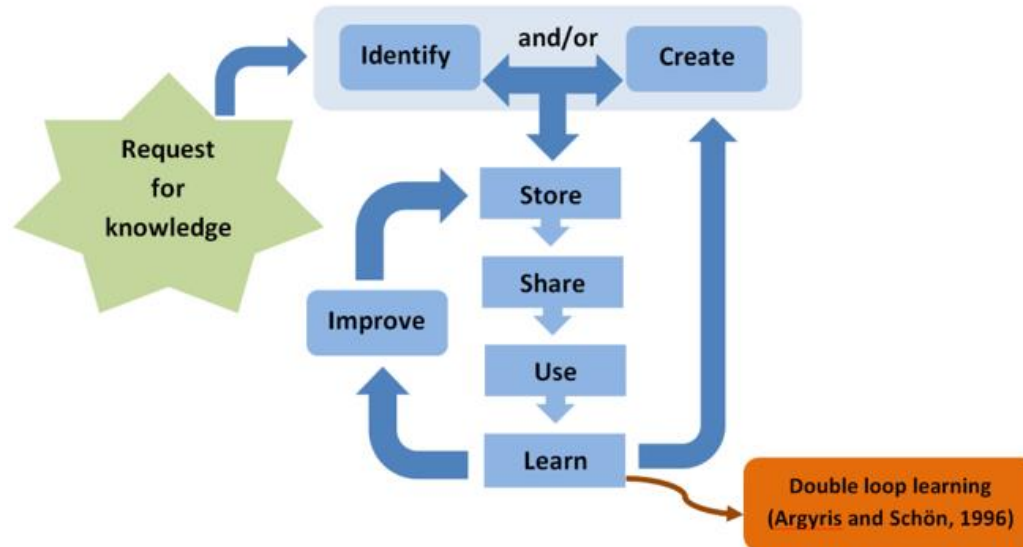 Identify
and/or
Create
Request
for
knowledge
Store
Share
Improve
Use
Learn
Double loop learning
(Argyris and Schön, 1996)